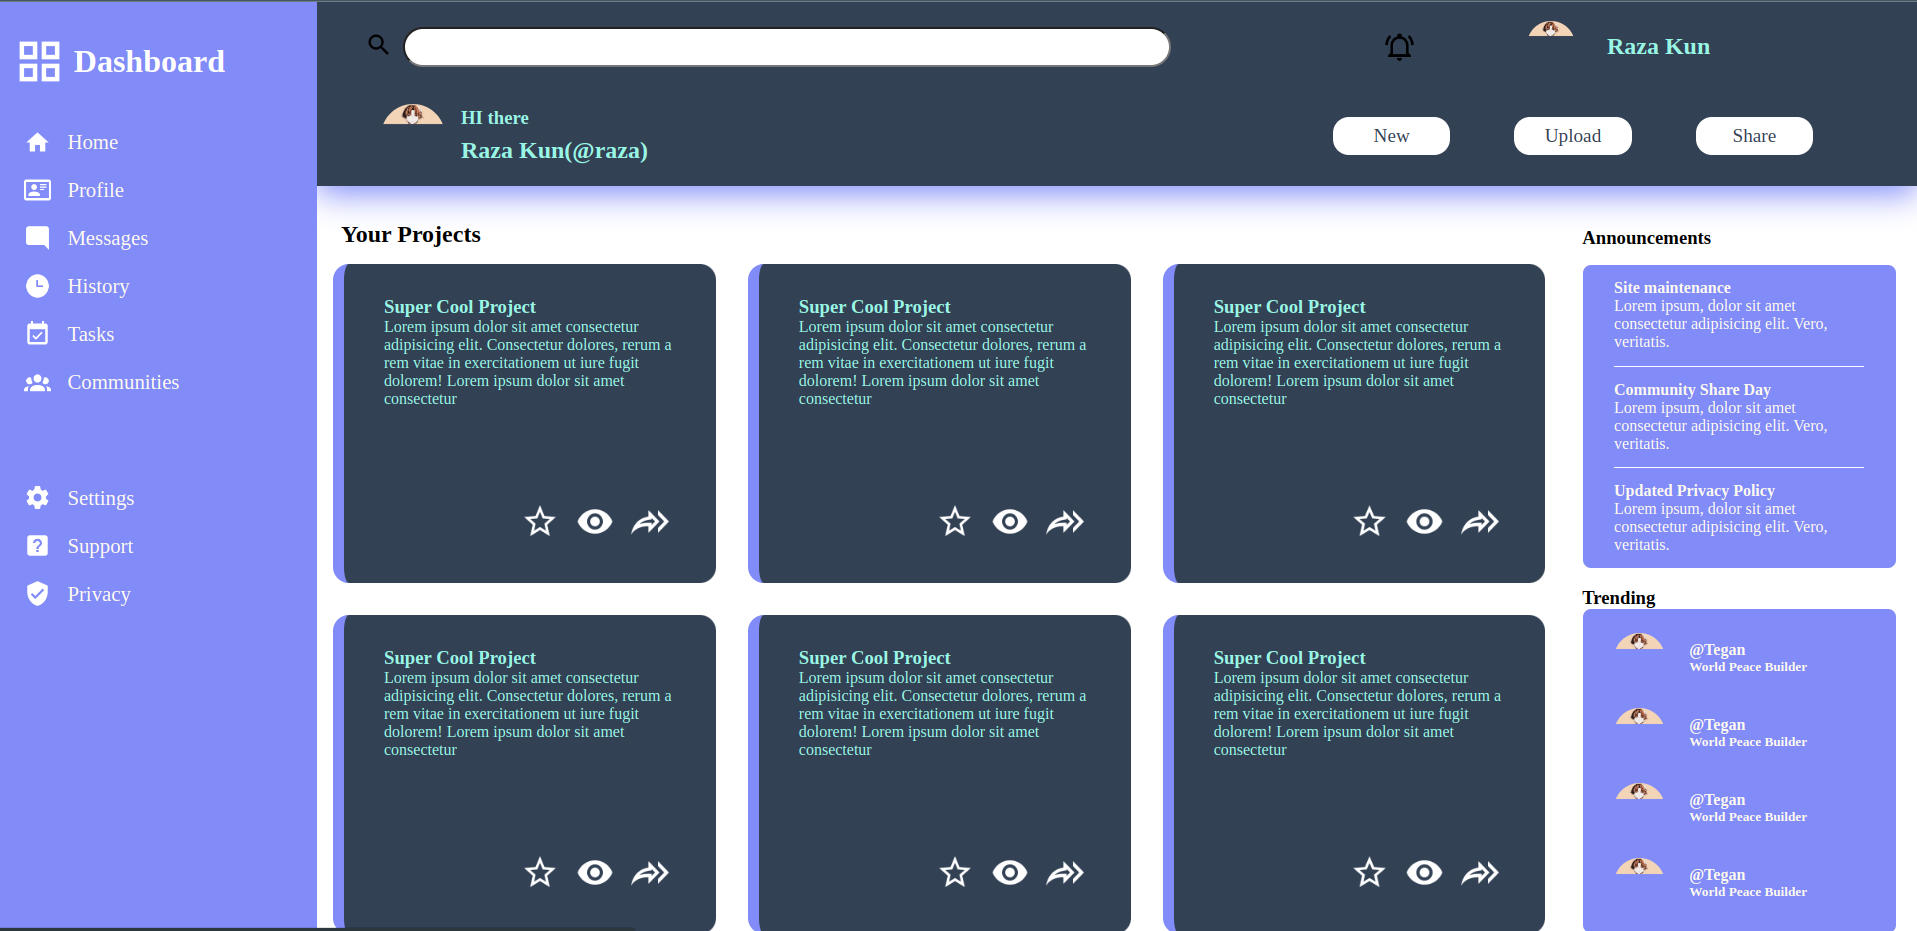 Dashboard
Home
Profile
Messages
History
Tasks
Communities
Settings
Support
Privacy
Raza Kun
HI there
Raza Kun(@raza)
New
Upload
Share
Your Projects
Super Cool Project
Lorem ipsum dolor sit amet consectetur
adipisicing elit. Consectetur dolores, rerum a
rem vitae in exercitationem ut iure fugit
dolorem! Lorem ipsum dolor sit amet
consectetur
Super Cool Project
Lorem ipsum dolor sit amet consectetur
adipisicing elit. Consectetur dolores, rerum a
rem vitae in exercitationem ut iure fugit
dolorem! Lorem ipsum dolor sit amet
consectetur
Super Cool Project
Lorem ipsum dolor sit amet consectetur
adipisicing elit. Consectetur dolores, rerum a
rem vitae in exercitationem ut iure fugit
dolorem! Lorem ipsum dolor sit amet
consectetur
Super Cool Project
Lorem ipsum dolor sit amet consectetur
adipisicing elit. Consectetur dolores, rerum a
rem vitae in exercitationem ut iure fugit
dolorem! Lorem ipsum dolor sit amet
consectetur
Super Cool Project
Lorem ipsum dolor sit amet consectetur
adipisicing elit. Consectetur dolores, rerum a
rem vitae in exercitationem ut iure fugit
dolorem! Lorem ipsum dolor sit amet
consectetur
Super Cool Project
Lorem ipsum dolor sit amet consectetur
adipisicing elit. Consectetur dolores, rerum a
rem vitae in exercitationem ut iure fugit
dolorem! Lorem ipsum dolor sit amet
consectetur
Announcements
Site maintenance
Lorem ipsum, dolor sit amet
consectetur adipisicing elit. Vero,
veritatis.
Community Share Day
Lorem ipsum, dolor sit amet
consectetur adipisicing elit. Vero,
veritatis.
Updated Privacy Policy
Lorem ipsum, dolor sit amet
consectetur adipisicing elit. Vero,
veritatis.
Trending
@Tegan
World Peace Builder
@Tegan
World Peace Builder
@Tegan
World Peace Builder
@Tegan
World Peace Builder